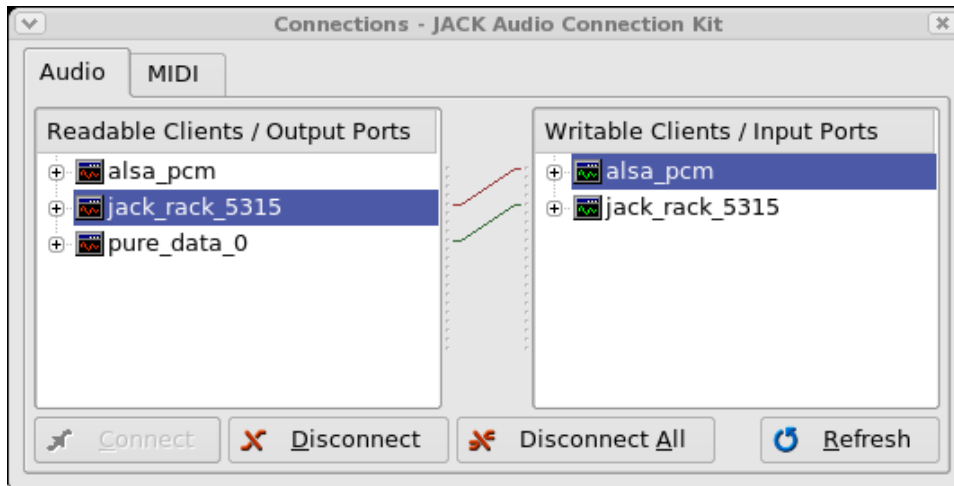 Connections - JACK Audio Connection Kit
Audio MIDI
Readable Clients / Output Ports
alsa_pcm
jack_rack_5315
pure_data_0
Writable Clients / Input Ports
alsa_pcm
jack_rack_5315
Connect Disconnect Disconnect All Refresh